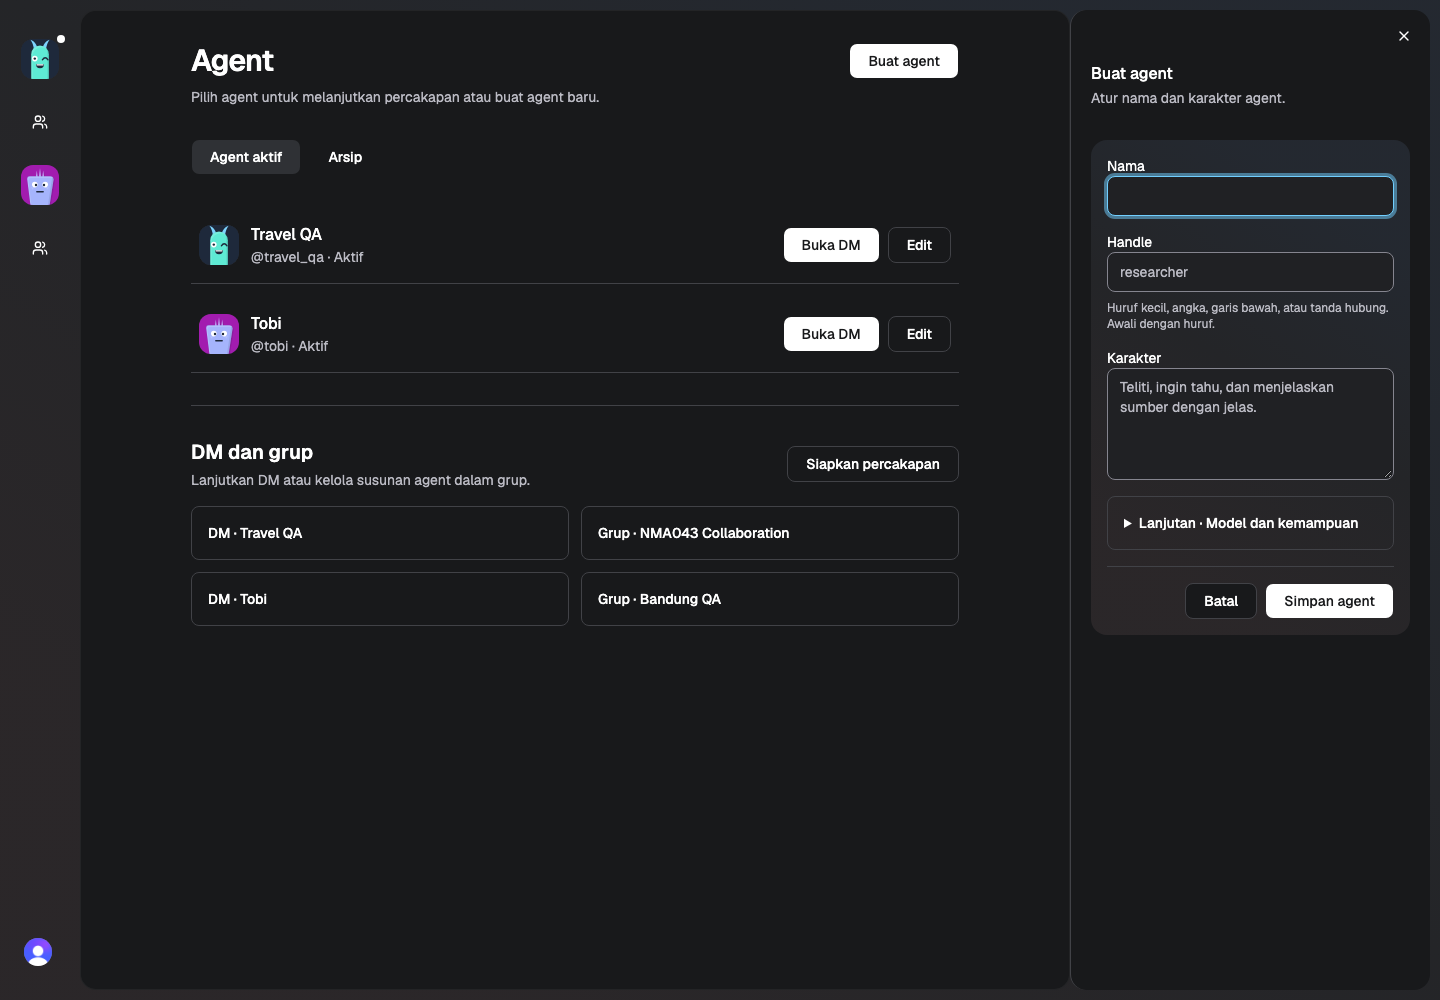 Agent
Buat agent
Pilih agent untuk melanjutkan percakapan atau buat agent baru.
Agent aktif
Arsip
Travel QA
@travel_qa · Aktif
Buka DM
Edit
Tobi
@tobi · Aktif
Buka DM
Edit
DM dan grup
Lanjutkan DM atau kelola susunan agent dalam grup.
Siapkan percakapan
DM · Travel QA
Grup · NMA043 Collaboration
DM · Tobi
Grup · Bandung QA
Buat agent
Atur nama dan karakter agent.
Nama
Handle
researcher
Huruf kecil, angka, garis bawah, atau tanda hubung.
Awali dengan huruf.
Karakter
Teliti, ingin tahu, dan menjelaskan
sumber dengan jelas.
Lanjutan · Model dan kemampuan
Batal
Simpan agent